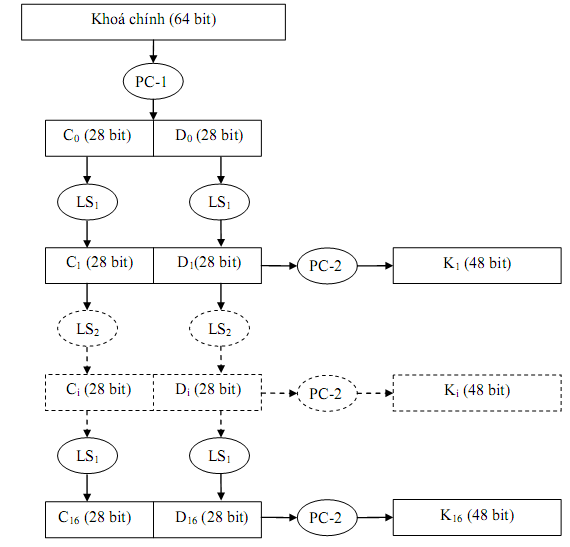 Khoá chính (64 bit)
PC-1
C₀ (28 bit) D₀ (28 bit)
LS₁ LS₁
C₁ (28 bit) D₁(28 bit) PC-2 K₁ (48 bit)
LS₂ LS₂
Cᵢ (28 bit) Dᵢ (28 bit) PC-2 Kᵢ (48 bit)
LS₁ LS₁
C₁₆ (28 bit) D₁₆ (28 bit) PC-2 K₁₆ (48 bit)